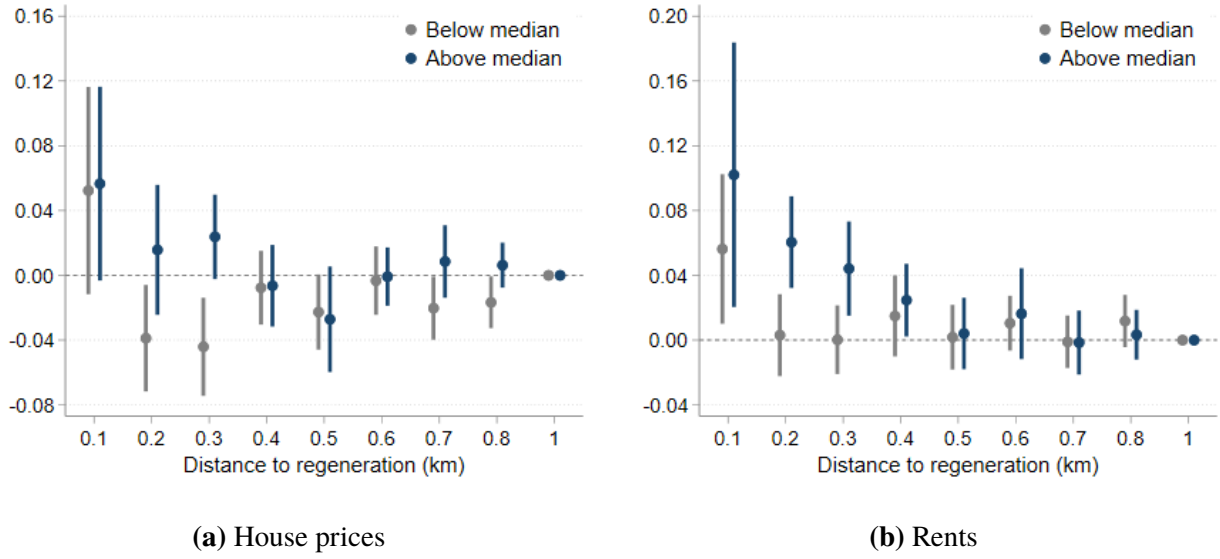 0.16
0.12
0.08
0.04
0.00
-0.04
-0.08
Below median
Above median
0.1 0.2 0.3 0.4 0.5 0.6 0.7 0.8 1
Distance to regeneration (km)
(a) House prices
0.20
0.16
0.12
0.08
0.04
0.00
-0.04
Below median
Above median
0.1 0.2 0.3 0.4 0.5 0.6 0.7 0.8 1
Distance to regeneration (km)
(b) Rents